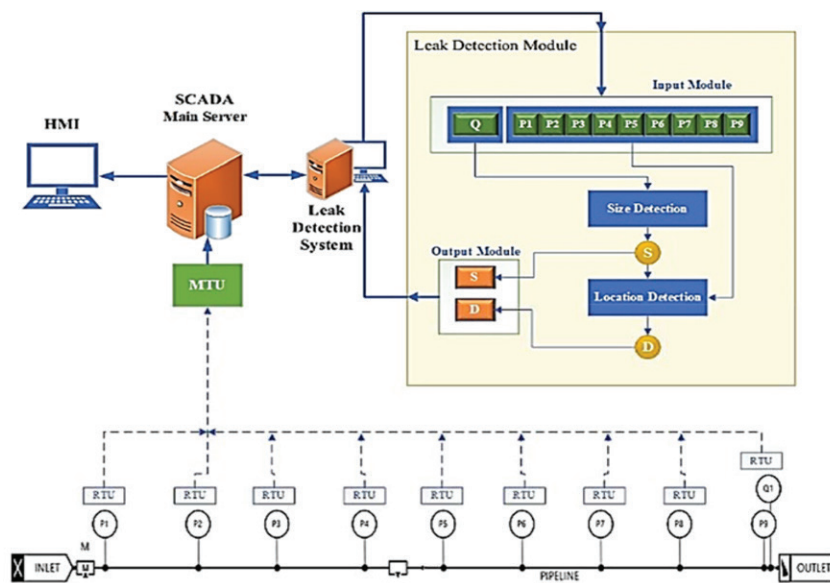 Leak Detection Module
Input Module
Q
P1 P2 P3 P4 P5 P6 P7 P8 P9
SCADA
Main Server
HMI
Leak
Detection
System
Size Detection
S
Output Module
S
D
Location Detection
D
MTU
RTU
RTU RTU RTU RTU RTU RTU RTU RTU
Q1
P1 P2 P3 P4 P5 P6 P7 P8 P9
M
INLET
M
PIPELINE
OUTLET